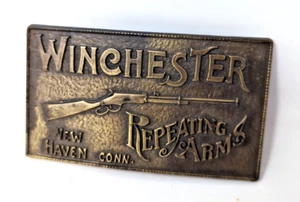 WINCHESTER
REPEATING
NEW
ARMS
HAVEN CONN.